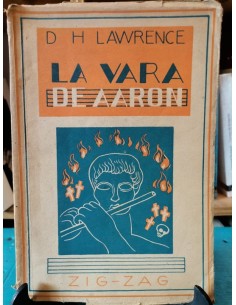 D H LAWRENCE
LA VARA
DE AARON
ZIG-ZAG